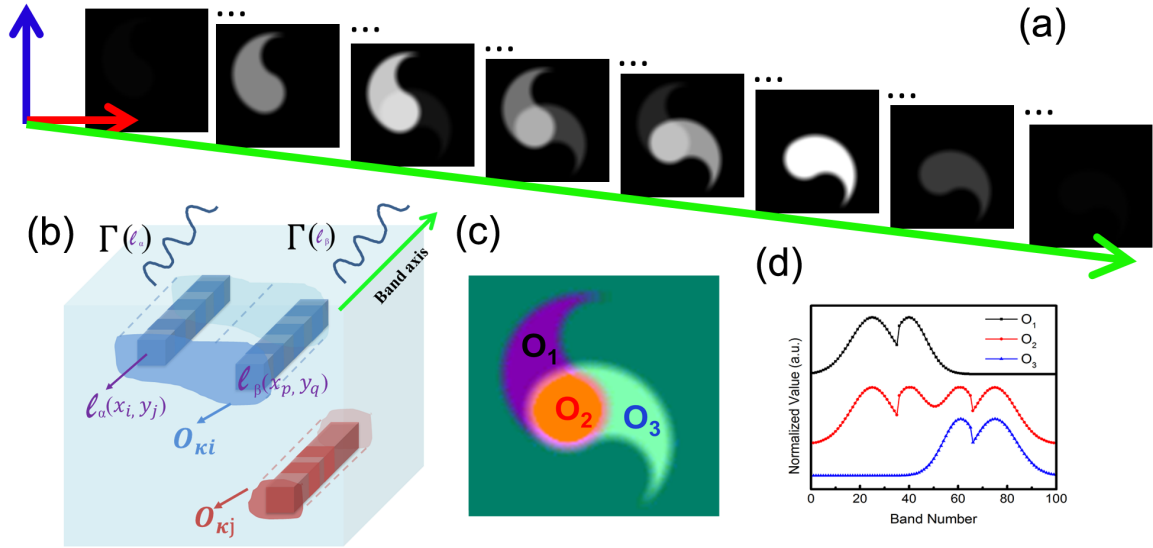 (a)
(b)
Γ(ℓα)
Γ(ℓβ)
Band axis
ℓα(xi, yj)
ℓβ(xp, yq)
Oκi
Oκj
(c)
O1
O2
O3
(d)
Normalized Value (a.u.)
O1
O2
O3
0 20 40 60 80 100
Band Number